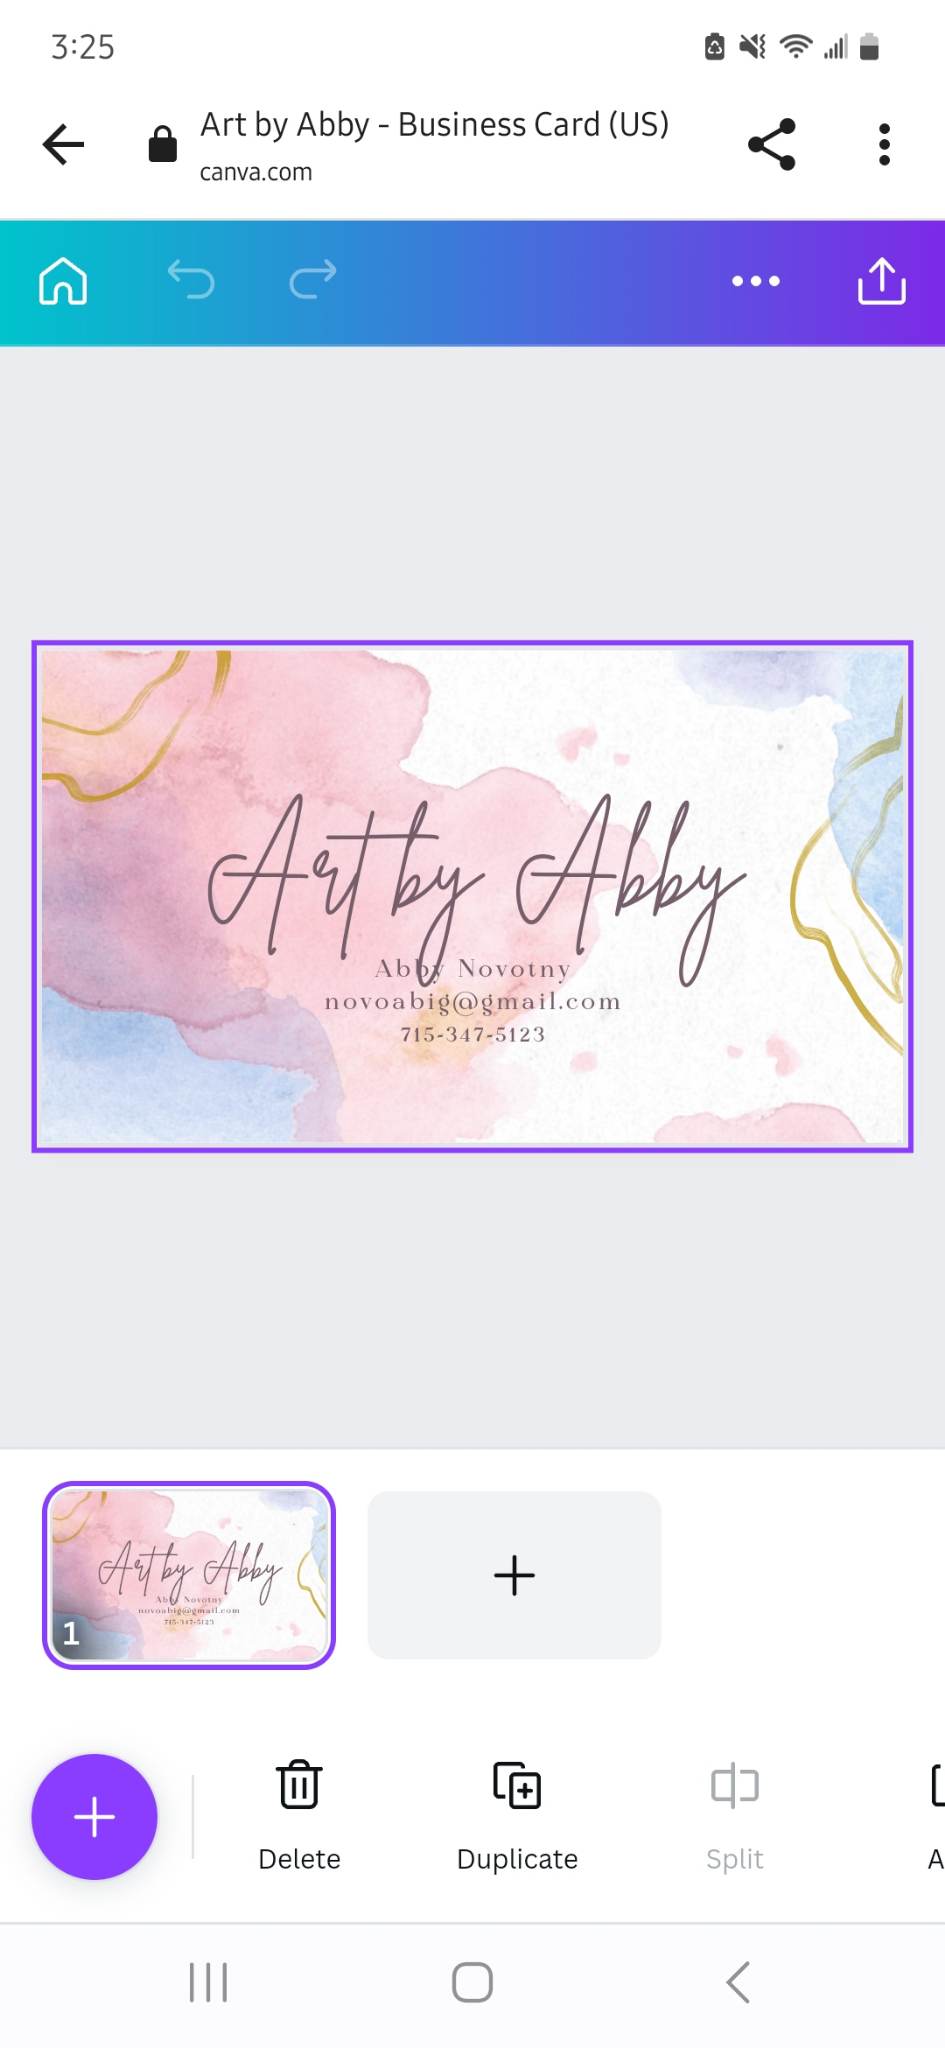 3:25
Art by Abby - Business Card (US)
canva.com
Art by Abby
Abby Novotny
novoabig@gmail.com
715-347-5123
Art by Abby
Abby Novotny
novoabig@gmail.com
715-347-5123
1
Delete
Duplicate
Split
A